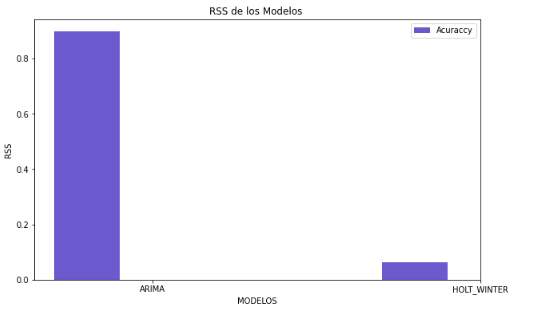 RSS de los Modelos
Acuraccy
0.8
0.6
RSS
0.4
0.2
0.0
ARIMA
HOLT_WINTER
MODELOS